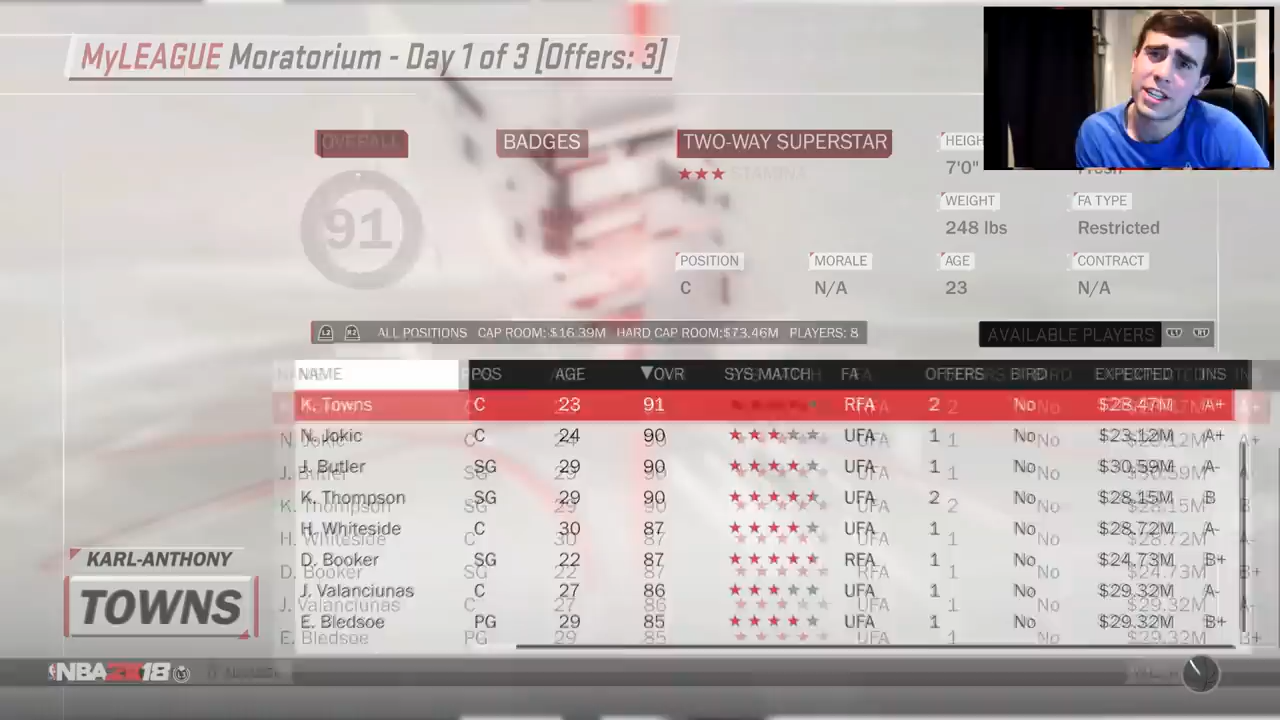 MyLEAGUE Moratorium - Day 1 of 3 [Offers: 3]
OVERALL
BADGES
TWO-WAY SUPERSTAR
STAMINA
91
7'0"
WEIGHT
FA TYPE
248 lbs
Restricted
POSITION
MORALE
AGE
CONTRACT
C
N/A
23
N/A
L2 R2 ALL POSITIONS CAP ROOM: $16.39M HARD CAP ROOM:$73.46M PLAYERS: 8
AVAILABLE PLAYERS L1 R1
NAME POS AGE OVR SYS MATCH FA OFFERS BIRD EXPECTED INS
K. Towns C 23 91 RFA 2 No $28.47M A+
N. Jokic C 24 90 UFA 1 No $23.12M A+
J. Butler SG 29 90 UFA 1 No $30.59M A-
K. Thompson SG 29 90 UFA 2 No $28.15M B
H. Whiteside C 30 87 UFA 1 No $28.72M A-
D. Booker SG 22 87 RFA 1 No $24.73M B+
J. Valanciunas C 27 86 UFA 1 No $29.32M A-
E. Bledsoe PG 29 85 UFA 1 No $29.32M B+
KARL-ANTHONY
TOWNS
NBA2K18